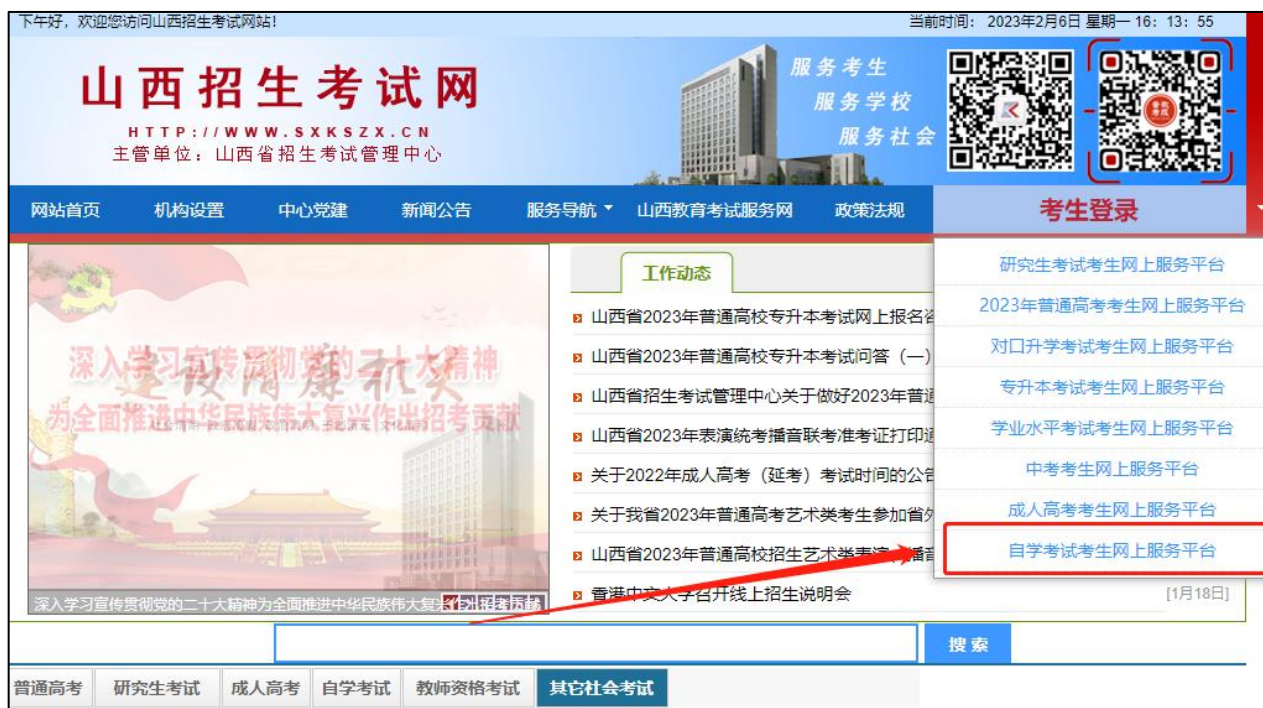 下午好，欢迎您访问山西招生考试网站！
当前时间： 2023年2月6日 星期一 16：13：55
山西招生考试网
HTTP://WWW.SXKSZX.CN
主管单位：山西省招生考试管理中心
服务考生
服务学校
服务社会
网站首页 机构设置 中心党建 新闻公告 服务导航 山西教育考试服务网 政策法规 考生登录
研究生考试考生网上服务平台
2023年普通高考考生网上服务平台
对口升学考试考生网上服务平台
专升本考试考生网上服务平台
学业水平考试考生网上服务平台
中考考生网上服务平台
成人高考考生网上服务平台
自学考试考生网上服务平台
深入学习宣传贯彻党的二十大精神
为全面推进中华民族伟大复兴作出招考贡献
建设清廉机关
深入学习宣传贯彻党的二十大精神为全面推进中华民族伟大复兴作出招考贡献
工作动态
山西省2023年普通高校专升本考试网上报名
山西省2023年普通高校专升本考试问答（一）
山西省招生考试管理中心关于做好2023年普通
山西省2023年表演统考播音联考准考证打印
关于2022年成人高考（延考）考试时间的公告
关于我省2023年普通高考艺术类考生参加省外
山西省2023年普通高校招生艺术类表演
香港中文大学召开线上招生说明会 [1月18日]
搜索
普通高考 研究生考试 成人高考 自学考试 教师资格考试 其它社会考试